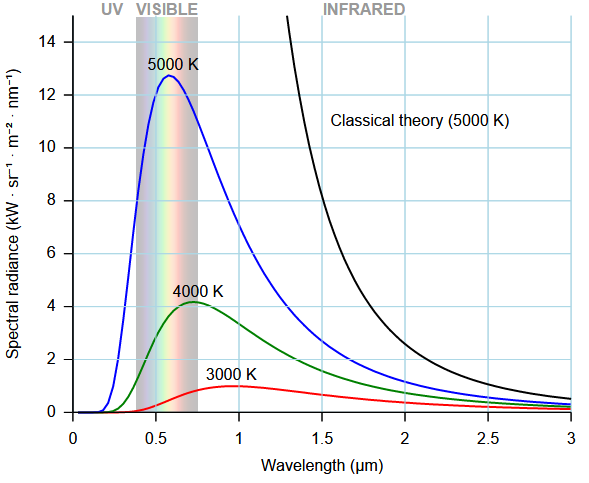 UV VISIBLE INFRARED
14
5000 K
12
Classical theory (5000 K)
10
8
6
4000 K
4
3000 K
2
0
0 0.5 1 1.5 2 2.5 3
Wavelength (μm)
Spectral radiance (kW · sr⁻¹ · m⁻² · nm⁻¹)